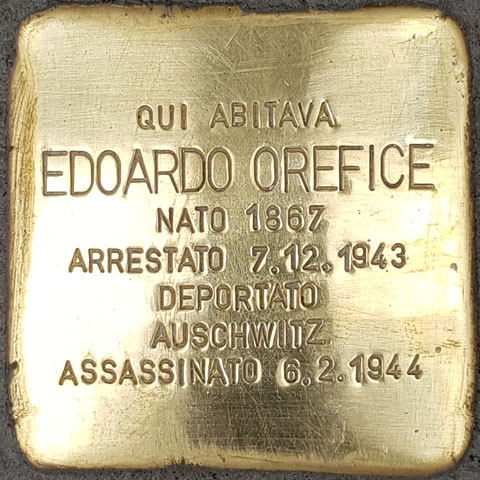 QUI ABITAVA
EDOARDO OREFICE
NATO 1867
ARRESTATO 7.12.1943
DEPORTATO
AUSCHWITZ
ASSASSINATO 6.2.1944